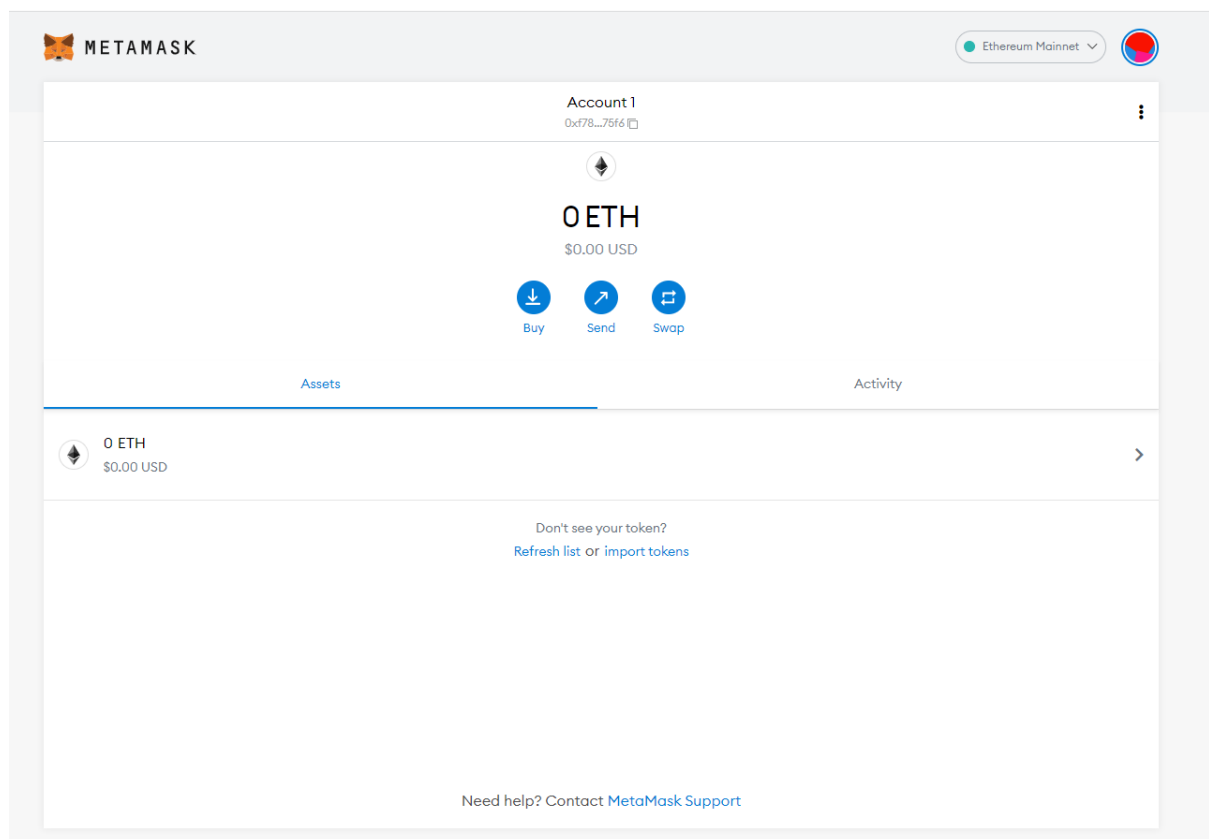 METAMASK
Ethereum Mainnet
Account 1
0xf78...75f6
0 ETH
$0.00 USD
Buy Send Swap
Assets Activity
0 ETH
$0.00 USD
Don't see your token?
Refresh list or import tokens
Need help? Contact MetaMask Support